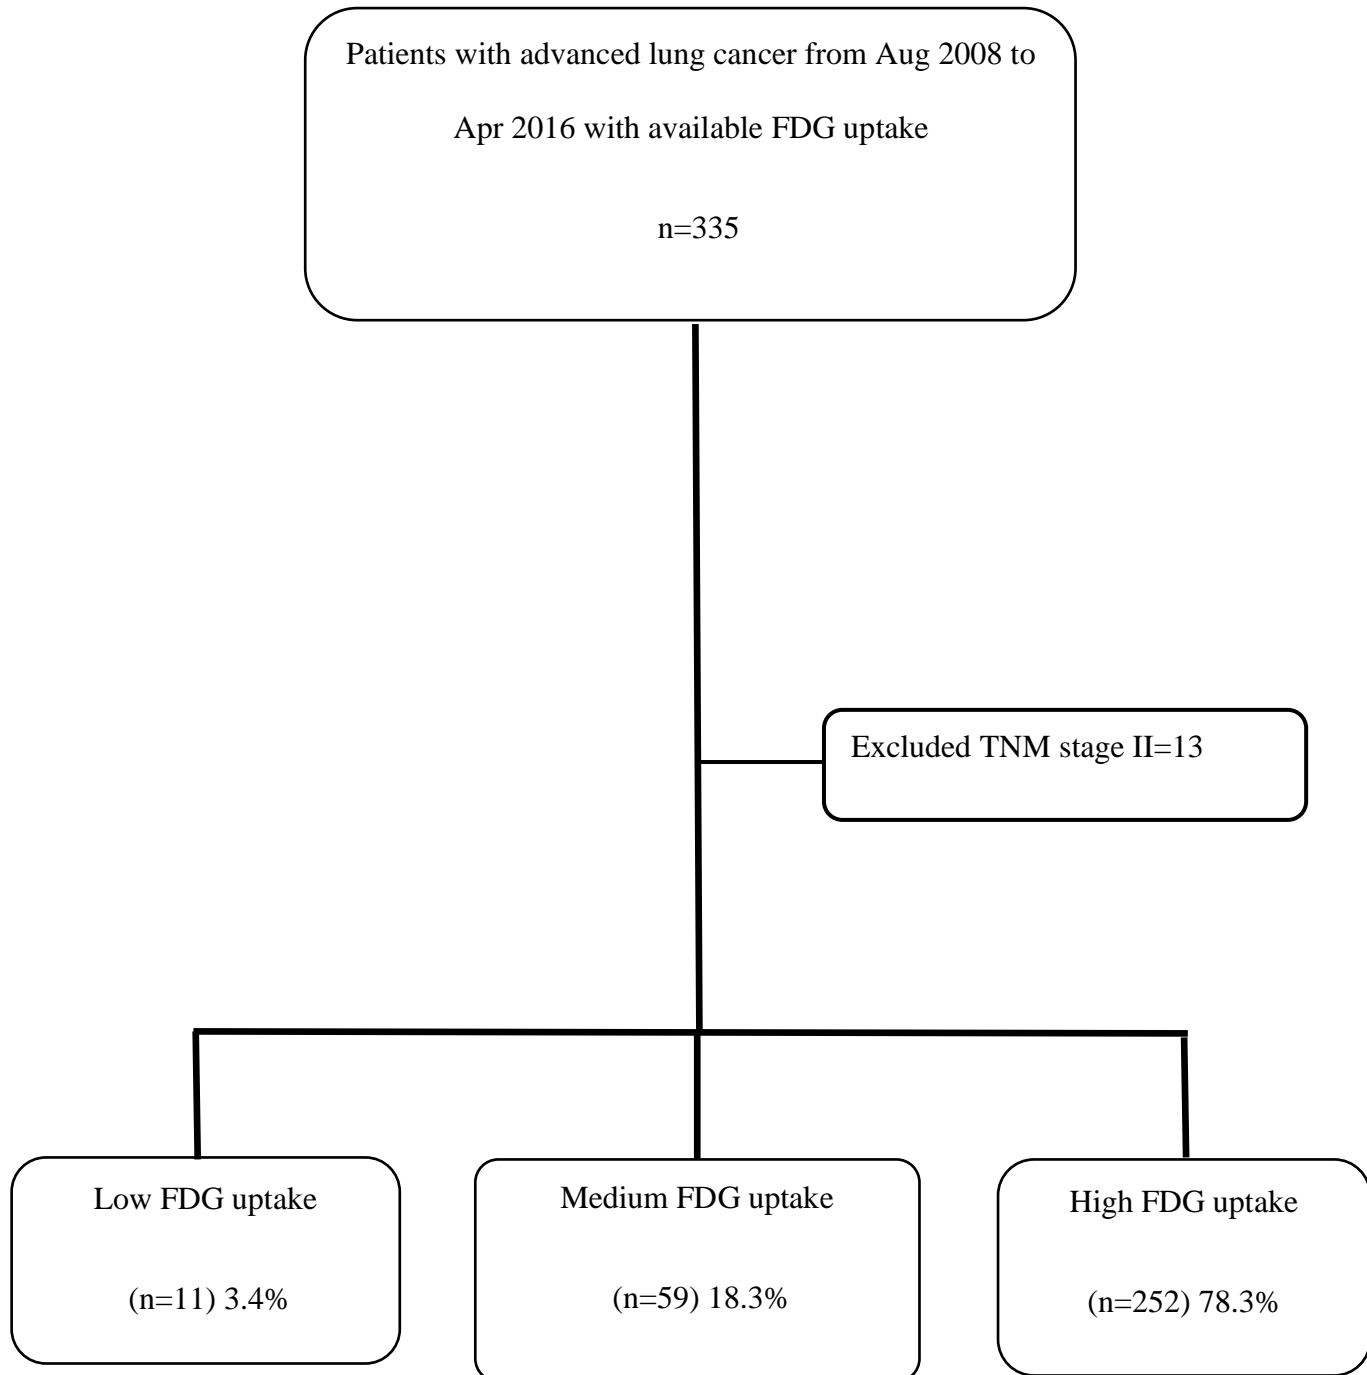 Patients with advanced lung cancer from Aug 2008 to
Apr 2016 with available FDG uptake
n=335
Excluded TNM stage II=13
Low FDG uptake
(n=11) 3.4%
Medium FDG uptake
(n=59) 18.3%
High FDG uptake
(n=252) 78.3%